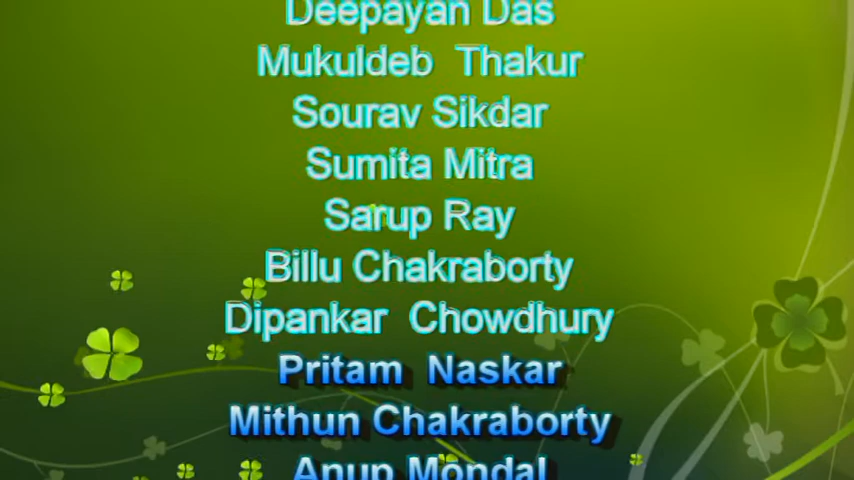 Deepayan Das
Mukuldeb Thakur
Sourav Sikdar
Sumita Mitra
Sarup Ray
Billu Chakraborty
Dipankar Chowdhury
Pritam Naskar
Mithun Chakraborty
Anup Mondal